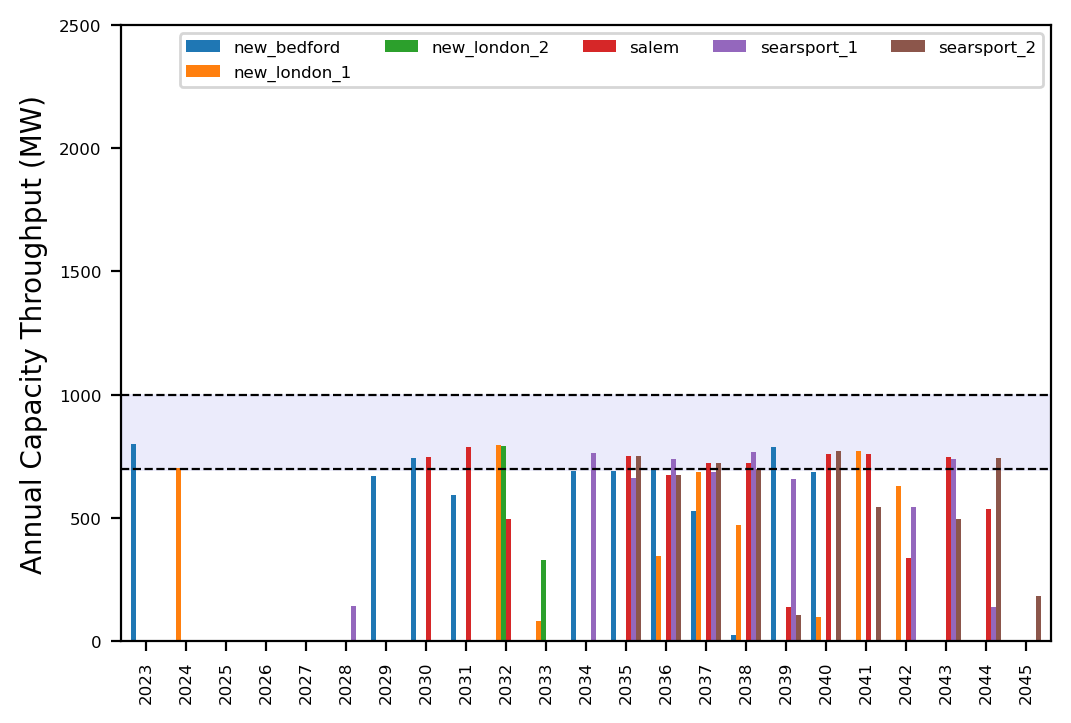 2500
2000
1500
1000
500
0
Annual Capacity Throughput (MW)
new_bedford new_london_2 salem searsport_1 searsport_2
new_london_1
2023 2024 2025 2026 2027 2028 2029 2030 2031 2032 2033 2034 2035 2036 2037 2038 2039 2040 2041 2042 2043 2044 2045